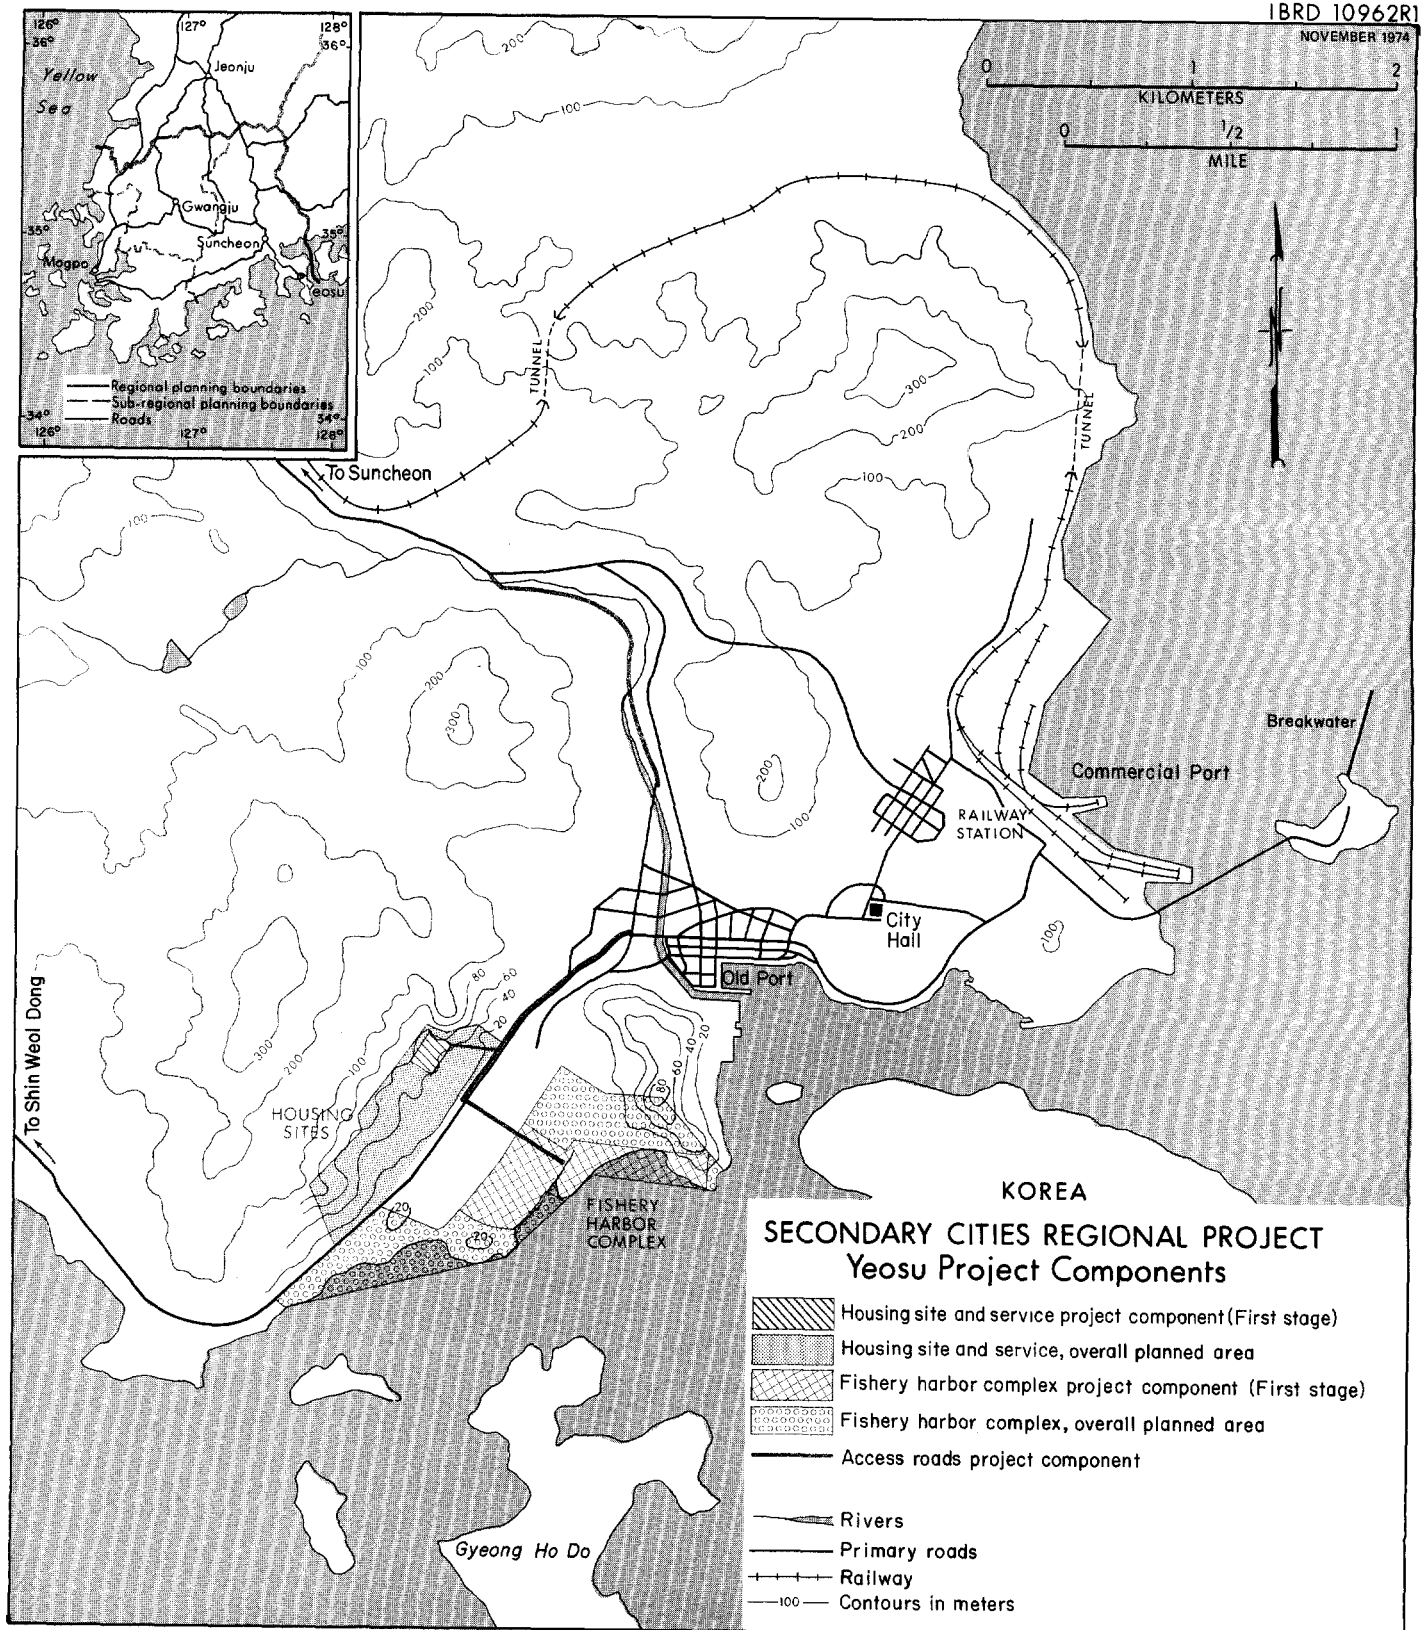 IBRD 10962R1
NOVEMBER 1974
0 1 2
KILOMETERS
0 1/2 1
MILE
126° 127° 128°
36° 36°
Yellow
Sea
Jeonju
Gwangju
35° 35°
Suncheon
Mogpo
Yeosu
Regional planning boundaries
Sub-regional planning boundaries
Roads
34° 34°
126° 127° 128°
200
100
200
100
TUNNEL
300
200
TUNNEL
100
To Suncheon
100
100
200
300
200
100
Breakwater
Commercial Port
RAILWAY
STATION
City
Hall
100
Old Port
80
60
40
20
To Shin Weol Dong
300
200
100
20
40
60
80
HOUSING
SITES
20
20
FISHERY
HARBOR
COMPLEX
KOREA
SECONDARY CITIES REGIONAL PROJECT
Yeosu Project Components
Housing site and service project component (First stage)
Housing site and service, overall planned area
Fishery harbor complex project component (First stage)
Fishery harbor complex, overall planned area
Access roads project component
Rivers
Primary roads
Railway
100 Contours in meters
Gyeong Ho Do